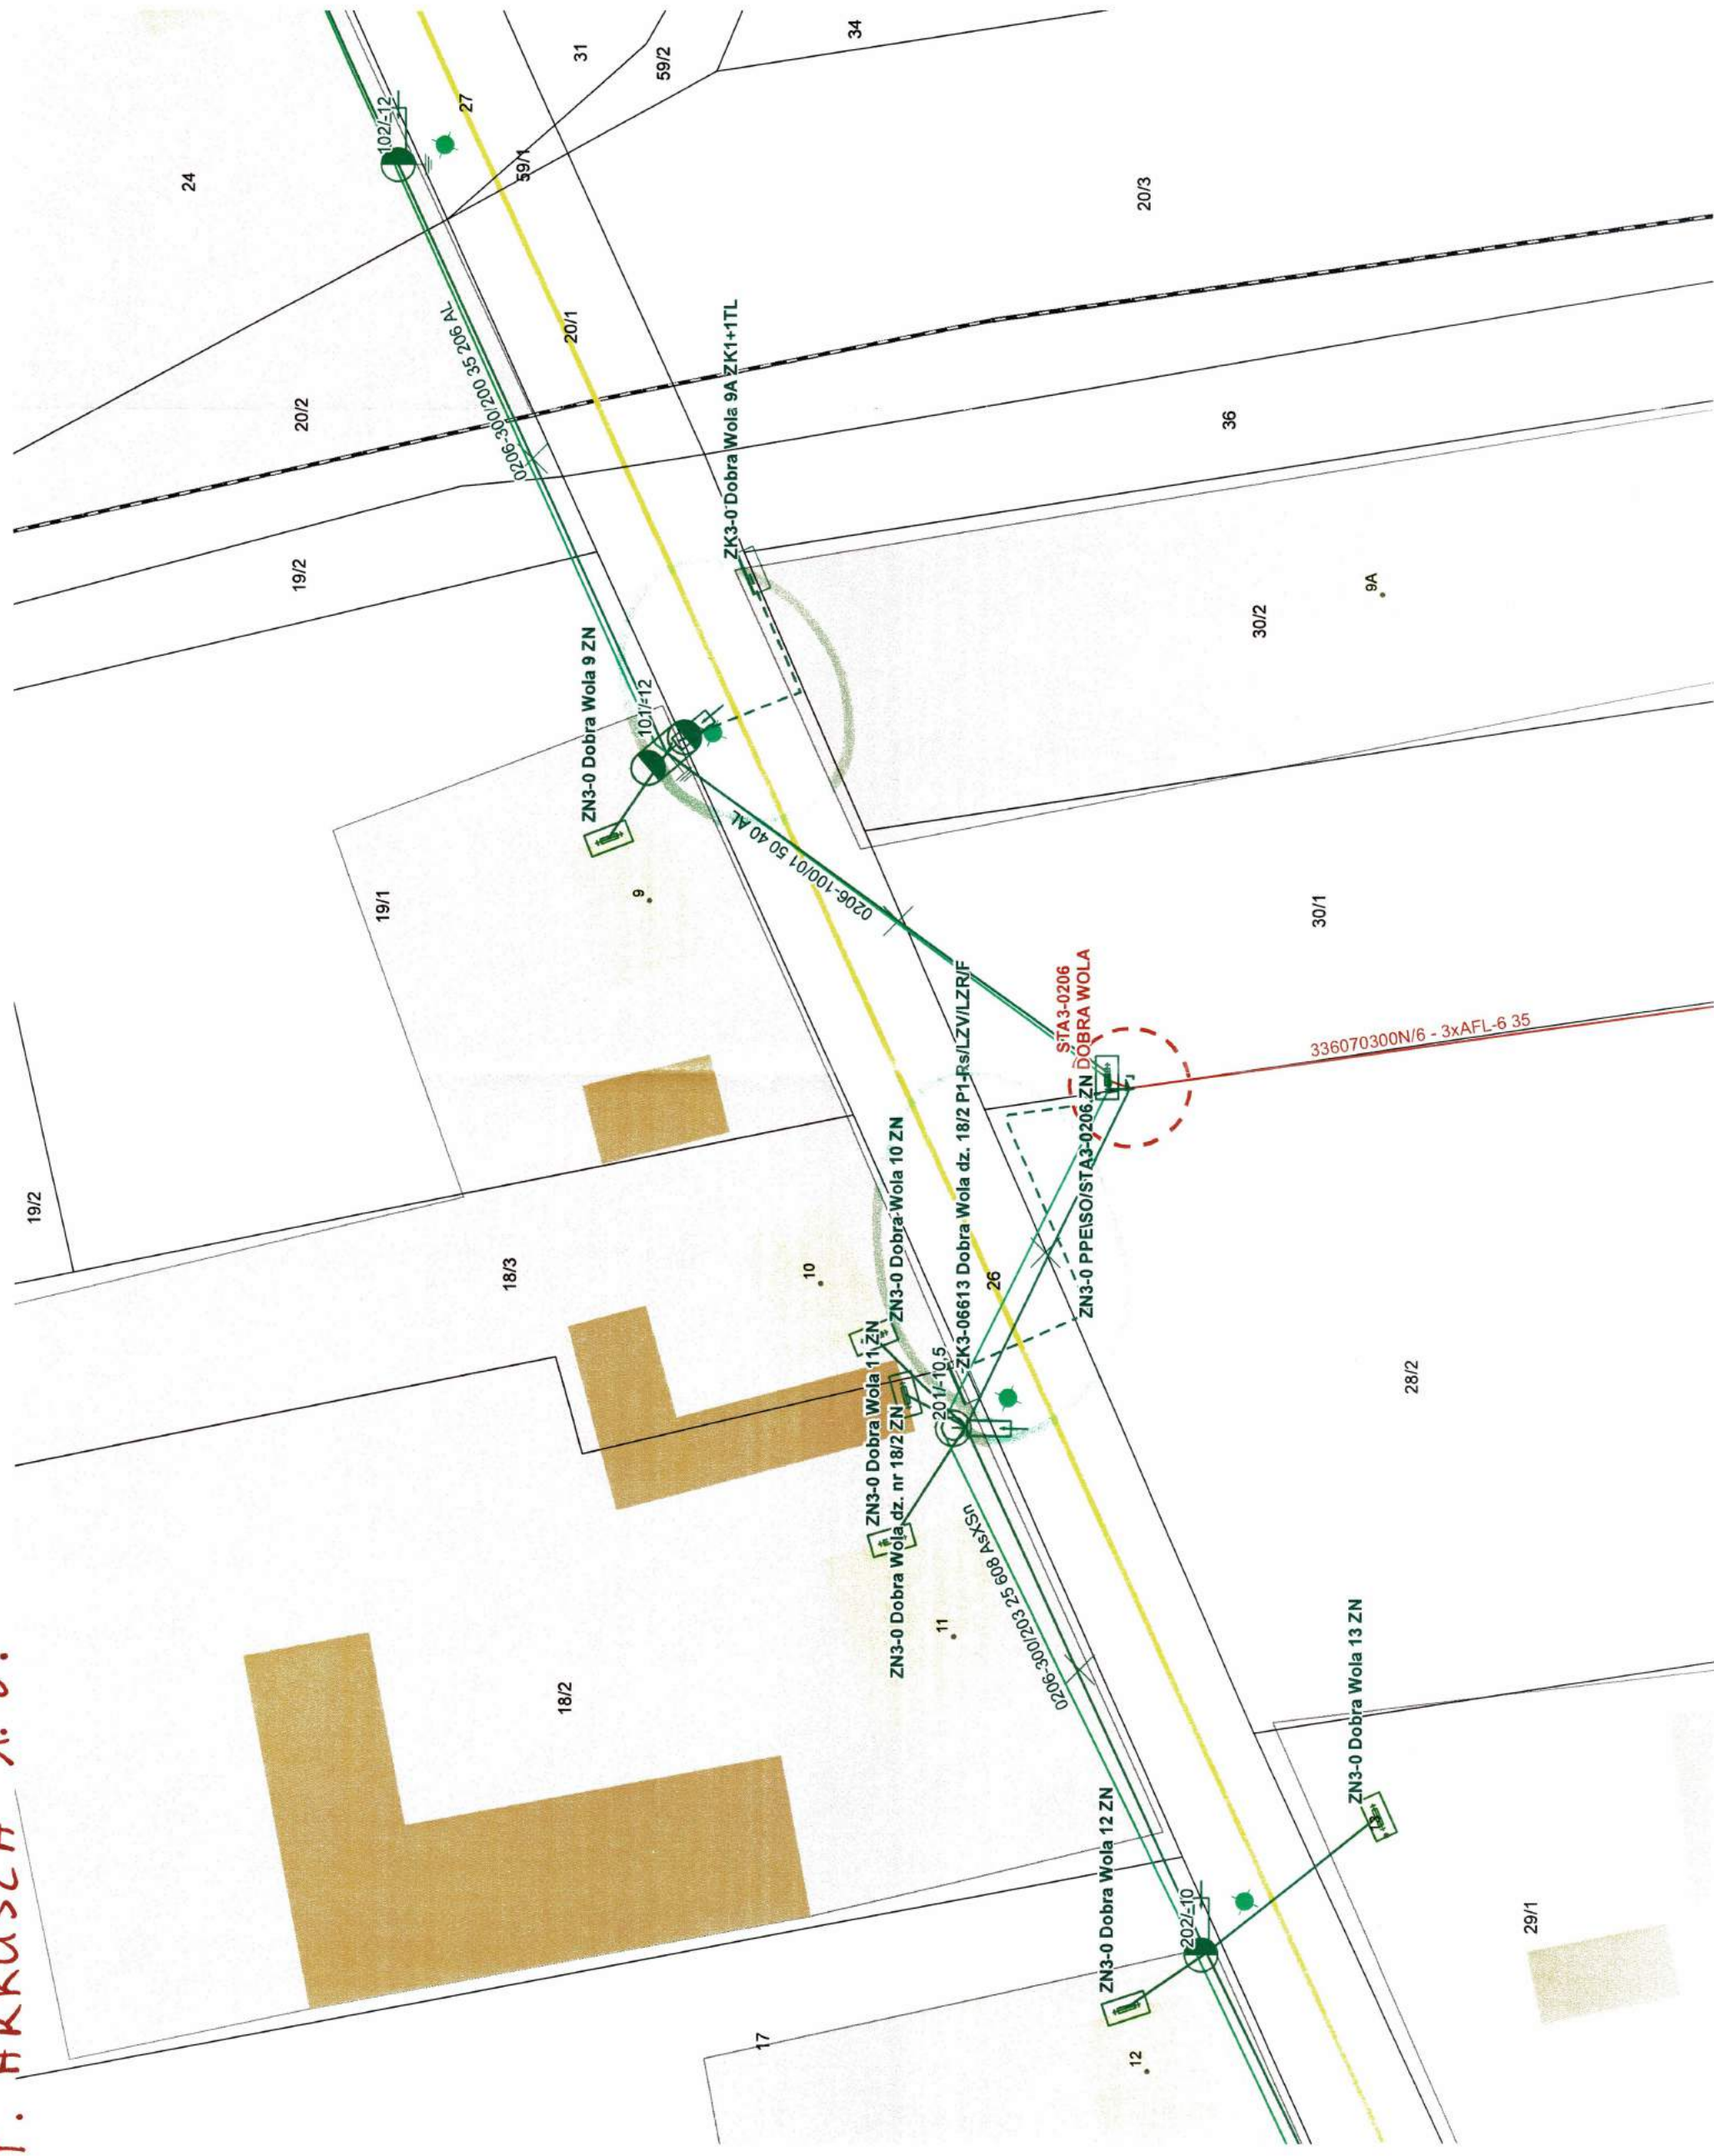 24
102/-12
27
31
59/2
34
59/1
20/3
20/2
0206-300/200 35 206 AL
20/1
ZK3-0 Dobra Wola 9A ZK1+1TL
36
19/2
ZN3-0 Dobra Wola 9 ZN
101/-12
30/2
9A
19/1
9
0206-100/01 50 40 AL
30/1
STA3-0206
DOBRA WOLA
336070300N/6 - 3xAFL-6 35
19/2
18/3
10
ZN3-0 Dobra Wola 10 ZN
ZK3-06613 Dobra Wola dz. 18/2 P1-Rs/LZV/LZR/F
26
ZN3-0 PPE\SO/STA3-0206 ZN
ZN3-0 Dobra Wola 11 ZN
ZN3-0 Dobra Wola dz. nr 18/2 ZN
201/-10,5
28/2
18/2
11
0206-300/203 25 608 AsXSn
ZN3-0 Dobra Wola 13 ZN
ZN3-0 Dobra Wola 12 ZN
202/-10
29/1
17
12